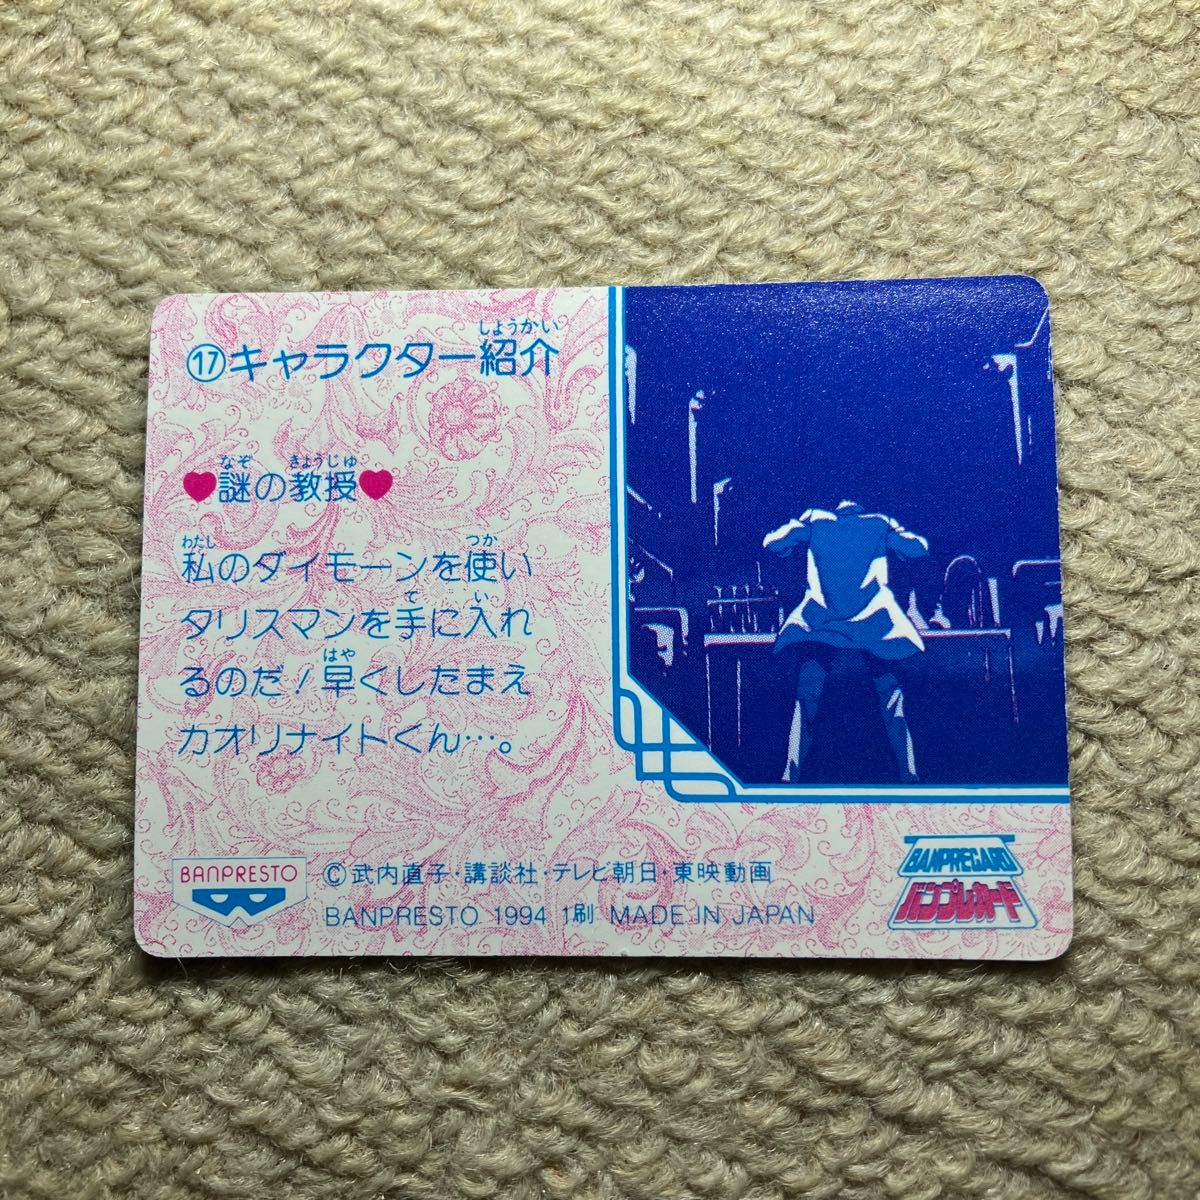 しょうかい
⑰キャラクター紹介
なぞ きょうじゅ
♥謎の教授♥
わたし つか
私のダイモーンを使い
て い
タリスマンを手に入れ
はや
るのだ!早くしたまえ
カオリナイトくん…。
BANPRESTO
©武内直子・講談社・テレビ朝日・東映動画
BANPRESTO 1994 1刷 MADE IN JAPAN
BANPRECARD
バンプレカード